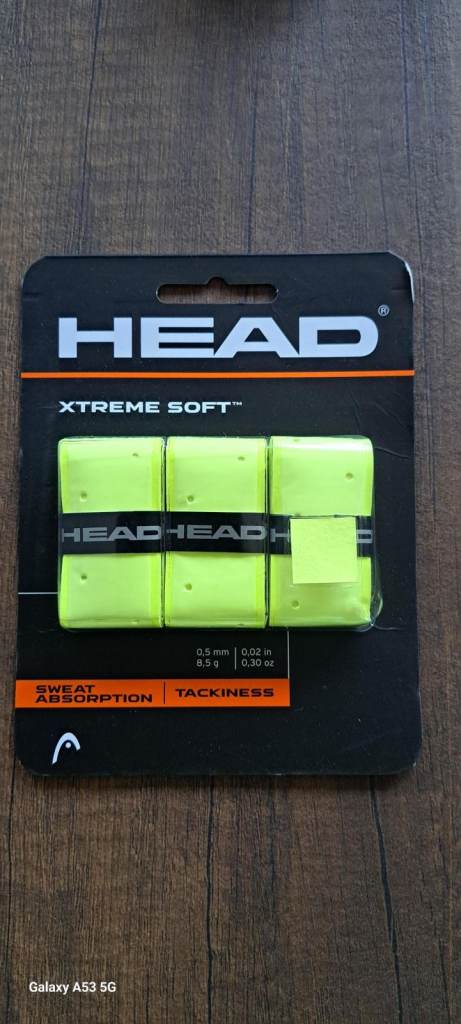 HEAD®
XTREME SOFT™
HEAD HEAD
0,5 mm | 0,02 in
8,5 g | 0,30 oz
SWEAT
ABSORPTION | TACKINESS
Galaxy A53 5G